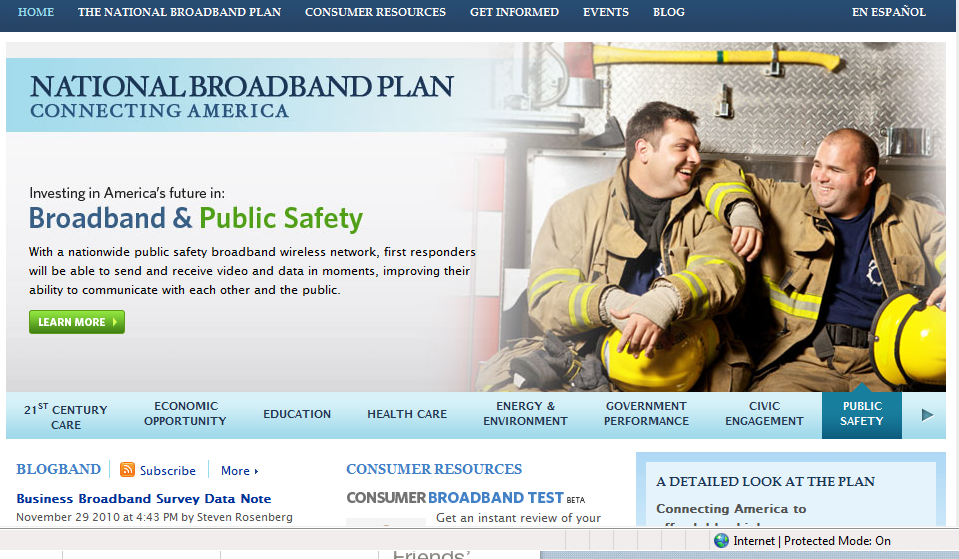 HOME THE NATIONAL BROADBAND PLAN CONSUMER RESOURCES GET INFORMED EVENTS BLOG EN ESPAÑOL
NATIONAL BROADBAND PLAN
CONNECTING AMERICA
Investing in America's future in:
Broadband & Public Safety
With a nationwide public safety broadband wireless network, first responders
will be able to send and receive video and data in moments, improving their
ability to communicate with each other and the public.
LEARN MORE
21ST CENTURY
CARE
ECONOMIC
OPPORTUNITY
EDUCATION
HEALTH CARE
ENERGY &
ENVIRONMENT
GOVERNMENT
PERFORMANCE
CIVIC
ENGAGEMENT
PUBLIC
SAFETY
BLOGBAND Subscribe More
Business Broadband Survey Data Note
November 29 2010 at 4:43 PM by Steven Rosenberg
CONSUMER RESOURCES
CONSUMER BROADBAND TEST BETA
Get an instant review of your
A DETAILED LOOK AT THE PLAN
Connecting America to
Internet | Protected Mode: On
Friends'